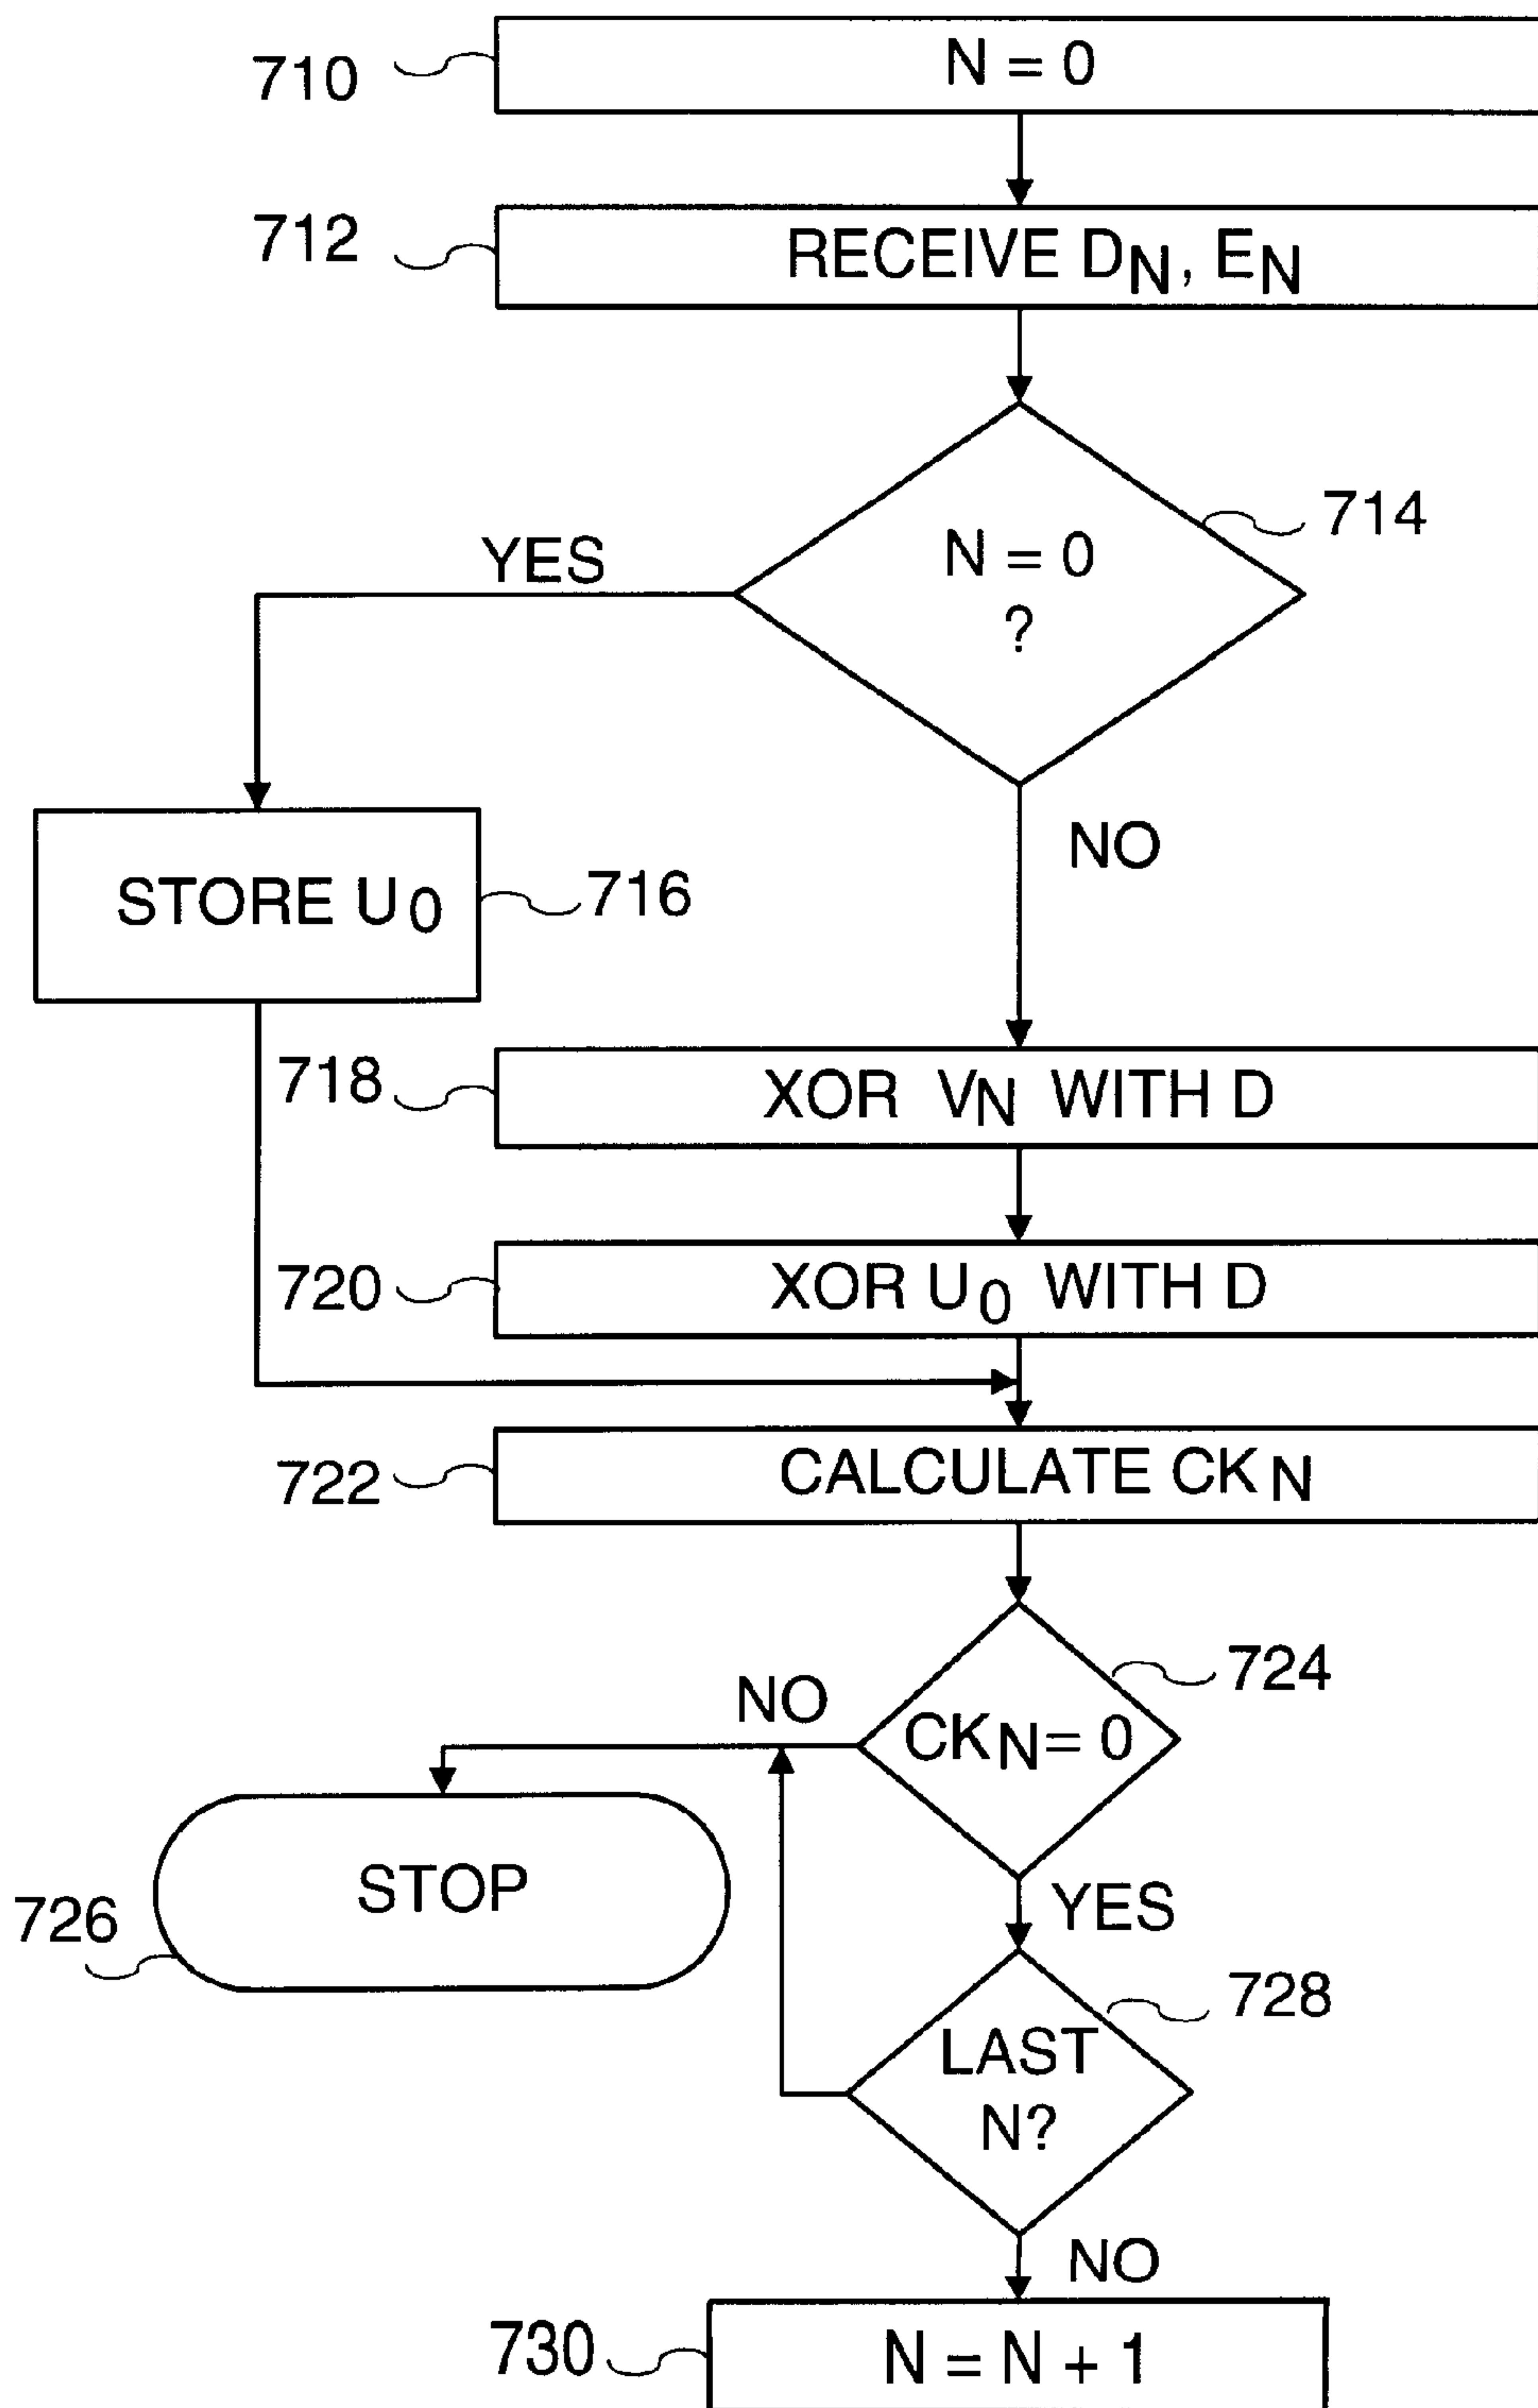 710
N = 0
712
RECEIVE DN, EN
714
N = 0
?
YES
NO
STORE U0
716
718
XOR VN WITH D
720
XOR U0 WITH D
722
CALCULATE CKN
724
NO
CKN = 0
STOP
726
YES
728
LAST
N?
NO
730
N = N + 1